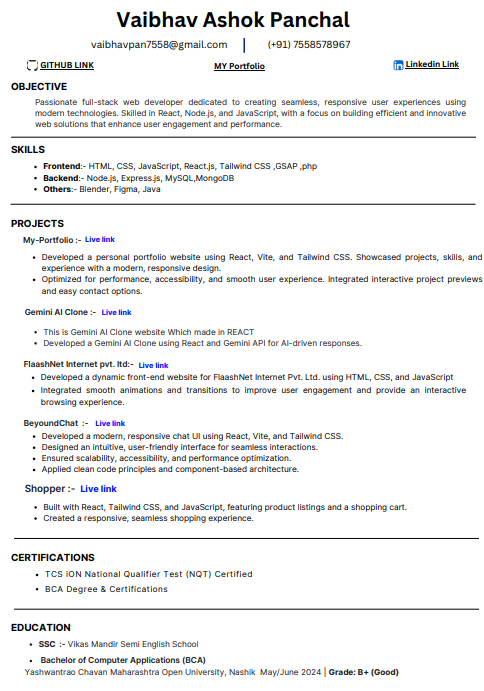 Vaibhav Ashok Panchal
vaibhavpan7558@gmail.com | (+91) 7558578967
GITHUB LINK MY Portfolio Linkedin Link
OBJECTIVE
Passionate full-stack web developer dedicated to creating seamless, responsive user experiences using
modern technologies. Skilled in React, Node.js, and JavaScript, with a focus on building efficient and innovative
web solutions that enhance user engagement and performance.
SKILLS
• Frontend:- HTML, CSS, JavaScript, React.js, Tailwind CSS ,GSAP ,php
• Backend:- Node.js, Express.js, MySQL,MongoDB
• Others:- Blender, Figma, Java
PROJECTS
My-Portfolio :- Live link
• Developed a personal portfolio website using React, Vite, and Tailwind CSS. Showcased projects, skills, and
experience with a modern, responsive design.
• Optimized for performance, accessibility, and smooth user experience. Integrated interactive project previews
and easy contact options.
Gemini AI Clone :- Live link
• This is Gemini AI Clone website Which made in REACT
• Developed a Gemini AI Clone using React and Gemini API for AI-driven responses.
FlaashNet Internet pvt. ltd:- Live link
• Developed a dynamic front-end website for FlaashNet Internet Pvt. Ltd. using HTML, CSS, and JavaScript
• Integrated smooth animations and transitions to improve user engagement and provide an interactive
browsing experience.
BeyoundChat :- Live link
• Developed a modern, responsive chat UI using React, Vite, and Tailwind CSS.
• Designed an intuitive, user-friendly interface for seamless interactions.
• Ensured scalability, accessibility, and performance optimization.
• Applied clean code principles and component-based architecture.
Shopper :- Live link
• Built with React, Tailwind CSS, and JavaScript, featuring product listings and a shopping cart.
• Created a responsive, seamless shopping experience.
CERTIFICATIONS
• TCS iON National Qualifier Test (NQT) Certified
• BCA Degree & Certifications
EDUCATION
• SSC :- Vikas Mandir Semi English School
• Bachelor of Computer Applications (BCA)
Yashwantrao Chavan Maharashtra Open University, Nashik May/June 2024 | Grade: B+ (Good)